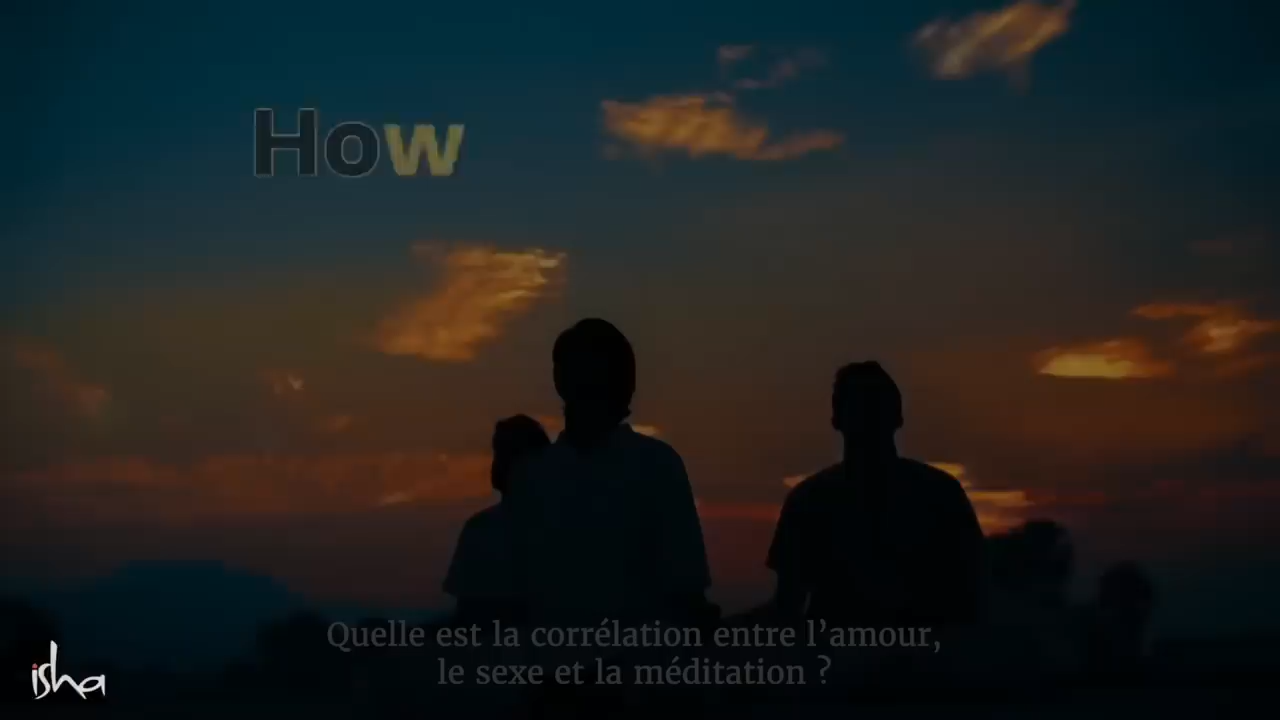 How
Quelle est la corrélation entre l’amour,
le sexe et la méditation ?
isha